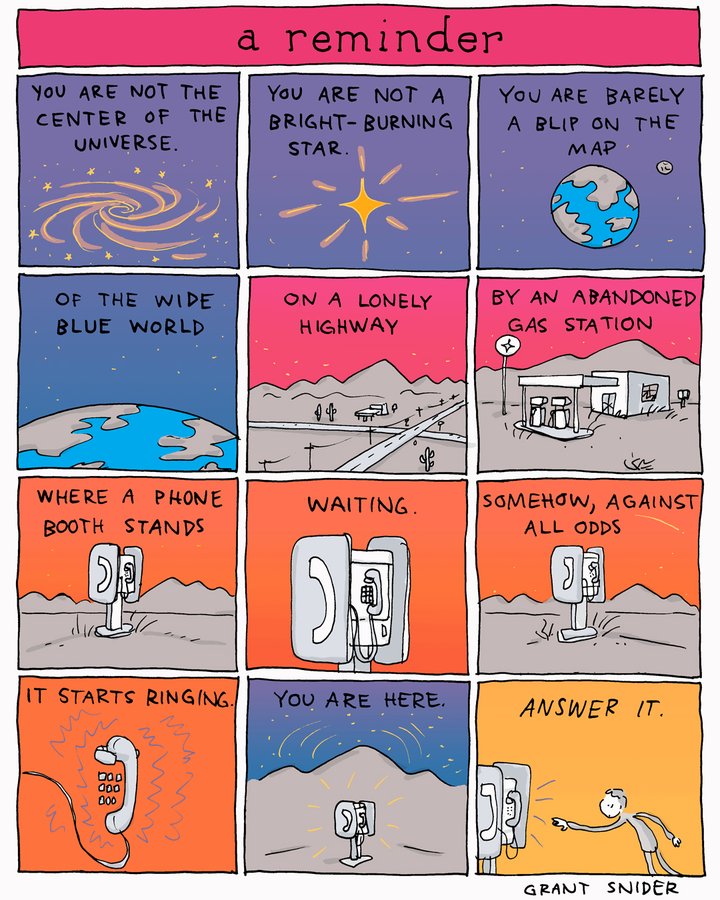 a reminder
YOU ARE NOT THE
CENTER OF THE
UNIVERSE.
YOU ARE NOT A
BRIGHT-BURNING
STAR.
YOU ARE BARELY
A BLIP ON THE
MAP
OF THE WIDE
BLUE WORLD
ON A LONELY
HIGHWAY
BY AN ABANDONED
GAS STATION
WHERE A PHONE
BOOTH STANDS
WAITING.
SOMEHOW, AGAINST
ALL ODDS
IT STARTS RINGING.
YOU ARE HERE.
ANSWER IT.
GRANT SNIDER